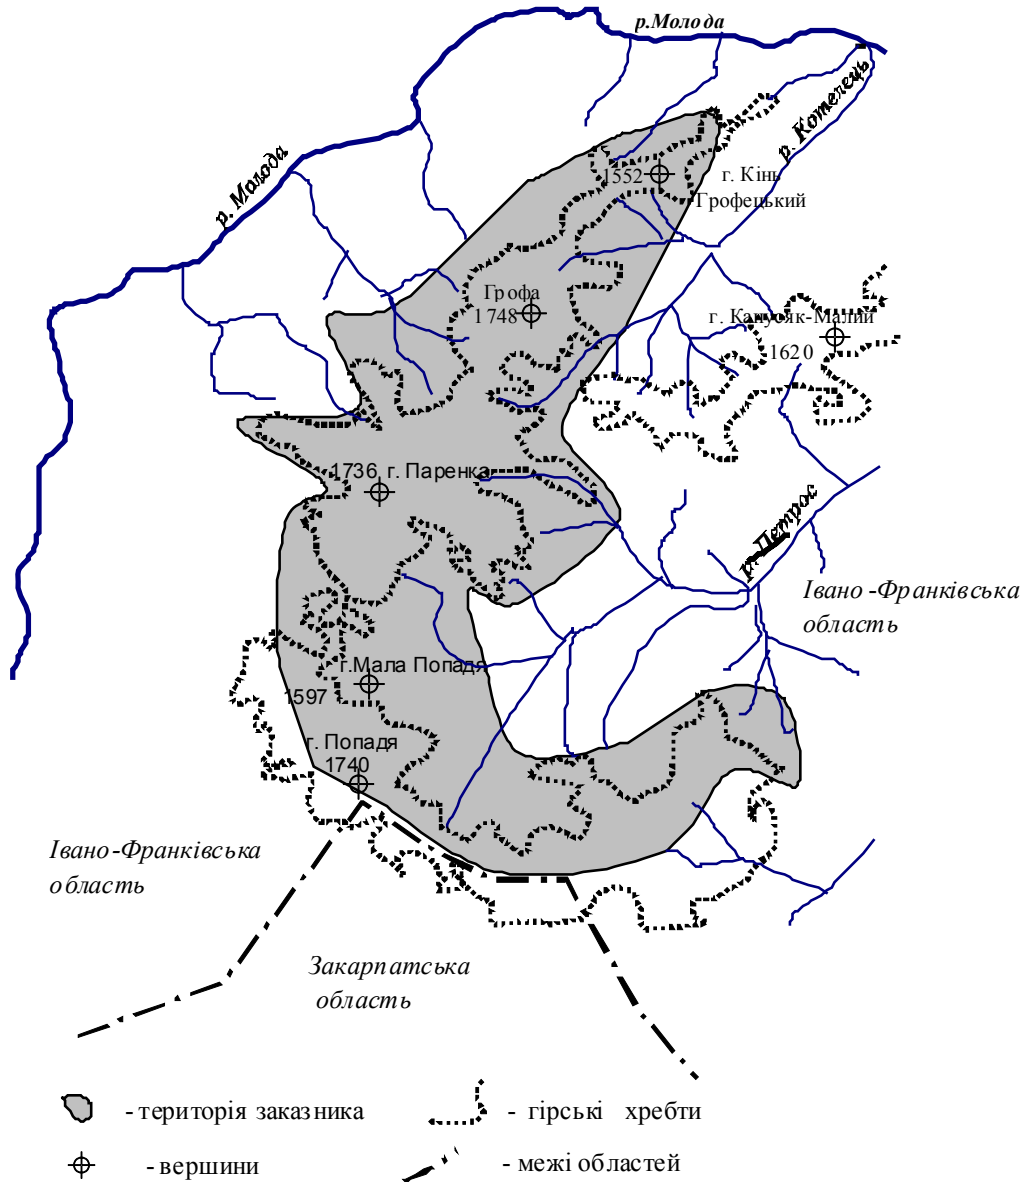 р.Молода
р. Котелець
р. Молода
1552
г. Кінь
Грофецький
Грофа
1748
г. Канусяк-Малий
1620
1736 г. Паренка
р. Петрос
Івано-Франківська
область
г.Мала Попадя
1597
г. Попадя
1740
Івано-Франківська
область
Закарпатська
область
- територія заказника
- гірські хребти
- вершини
- межі областей